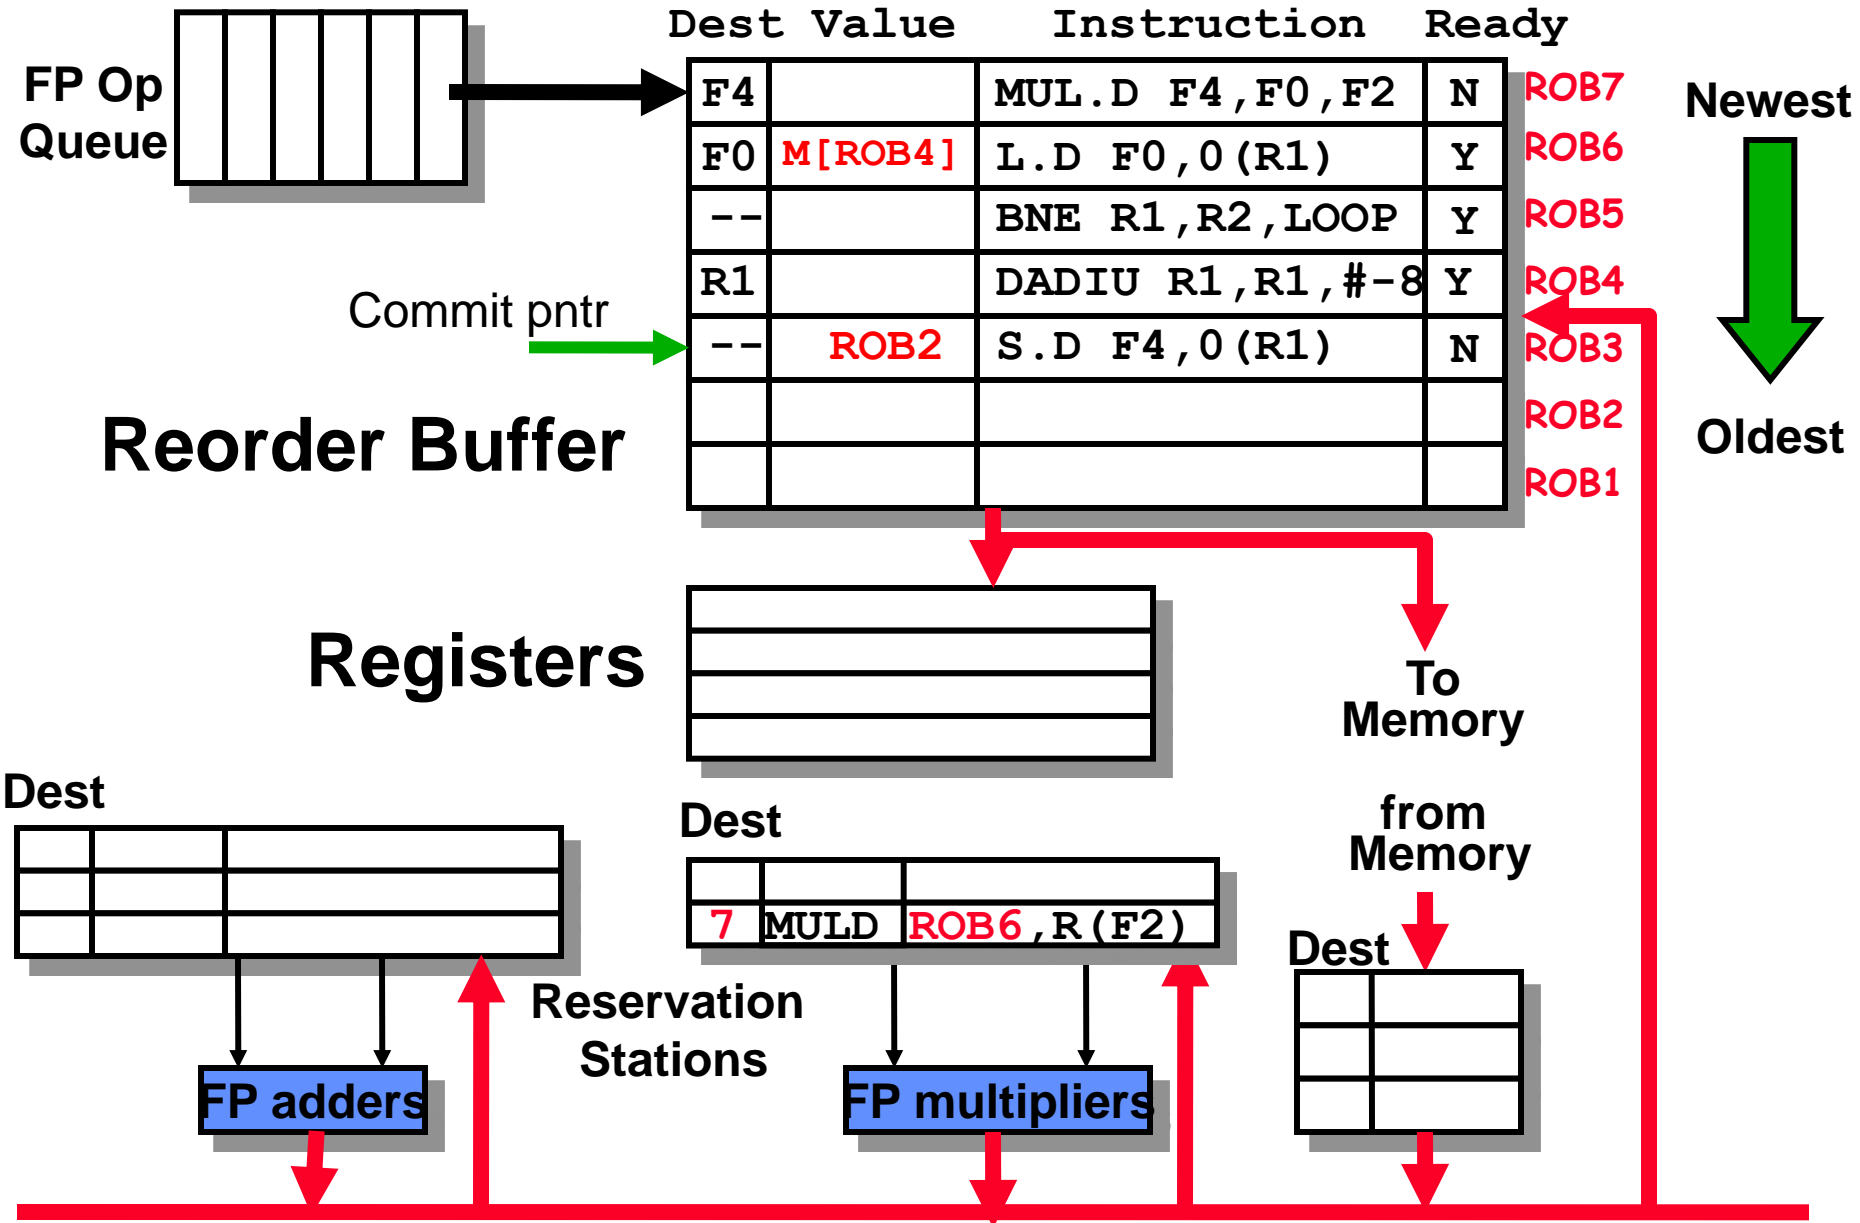 Dest Value Instruction Ready
FP Op
Queue
F4 MUL.D F4,F0,F2 N ROB7
F0 M[ROB4] L.D F0,0(R1) Y ROB6
-- BNE R1,R2,LOOP Y ROB5
R1 DADIU R1,R1,#-8 Y ROB4
-- ROB2 S.D F4,0(R1) N ROB3
ROB2
ROB1
Newest
Oldest
Commit pntr
Reorder Buffer
Registers
To
Memory
Dest
Dest
from
Memory
7 MULD ROB6,R(F2)
Dest
Reservation
Stations
FP adders
FP multipliers